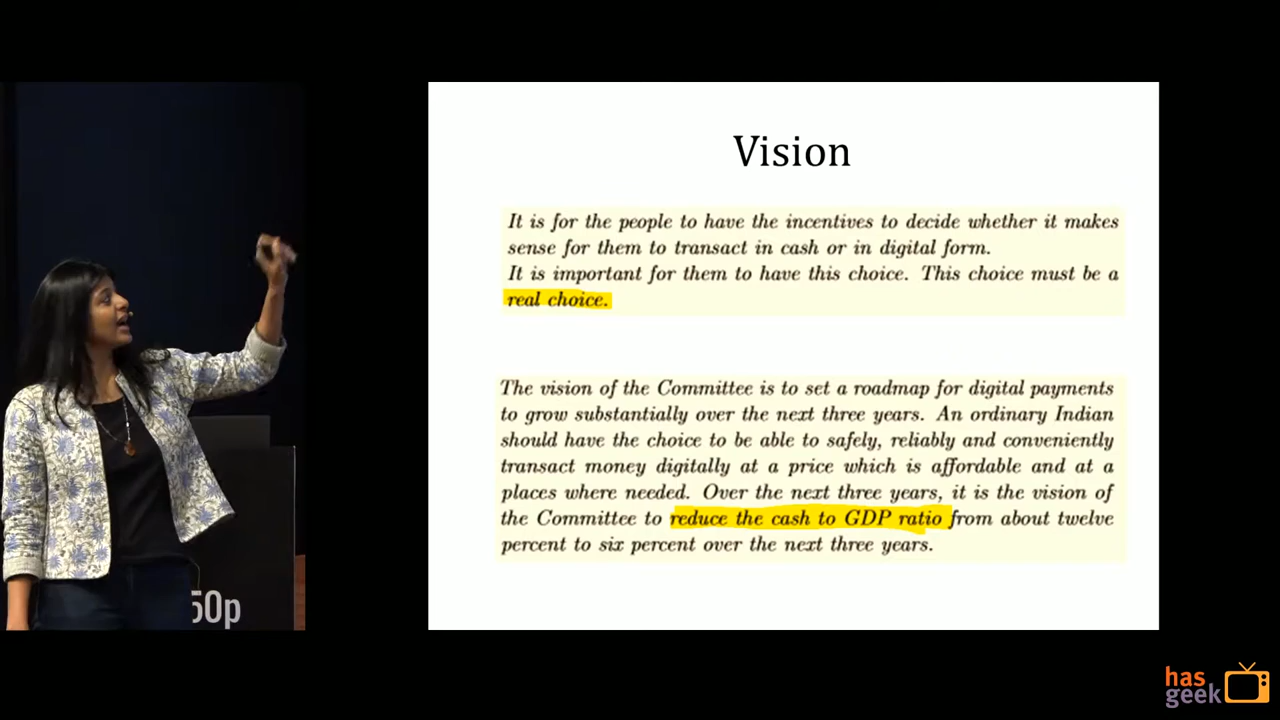 Vision
It is for the people to have the incentives to decide whether it makes
sense for them to transact in cash or in digital form.
It is important for them to have this choice. This choice must be a
real choice.
The vision of the Committee is to set a roadmap for digital payments
to grow substantially over the next three years. An ordinary Indian
should have the choice to be able to safely, reliably and conveniently
transact money digitally at a price which is affordable and at a
places where needed. Over the next three years, it is the vision of
the Committee to reduce the cash to GDP ratio from about twelve
percent to six percent over the next three years.
50p
has
geek